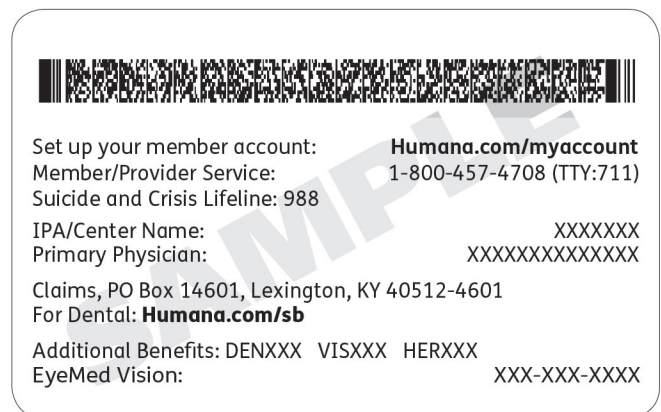 Set up your member account: Humana.com/myaccount
Member/Provider Service: 1-800-457-4708 (TTY:711)
Suicide and Crisis Lifeline: 988
IPA/Center Name: XXXXXXX
Primary Physician: XXXXXXXXXXXXXX
Claims, PO Box 14601, Lexington, KY 40512-4601
For Dental: Humana.com/sb
Additional Benefits: DENXXX VISXXX HERXXX
EyeMed Vision: XXX-XXX-XXXX
SAMPLE